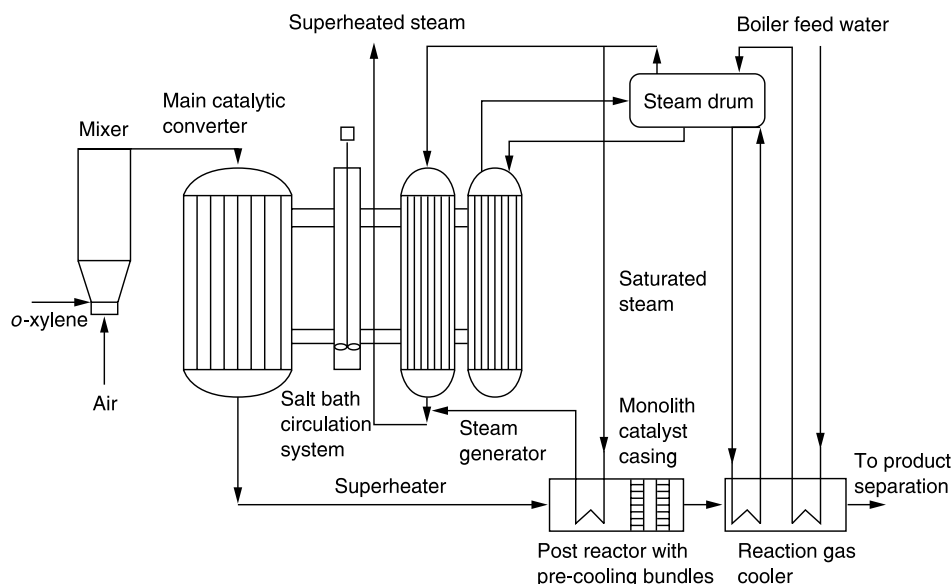 Superheated steam
Boiler feed water
Main catalytic
converter
Mixer
Steam drum
Saturated
steam
o-xylene
Air
Salt bath
circulation
system
Steam
generator
Monolith
catalyst
casing
To product
separation
Superheater
Post reactor with
pre-cooling bundles
Reaction gas
cooler